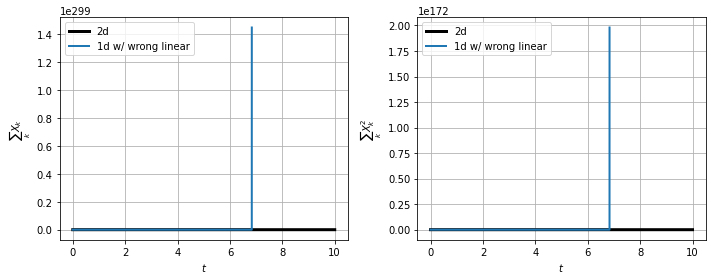 1e299
1.4
1.2
1.0
0.8
0.6
0.4
0.2
0.0
0 2 4 6 8 10
t
∑ₖ Xₖ
2d
1d w/ wrong linear
1e172
2.00
1.75
1.50
1.25
1.00
0.75
0.50
0.25
0.00
0 2 4 6 8 10
t
∑ₖ Xₖ²
2d
1d w/ wrong linear